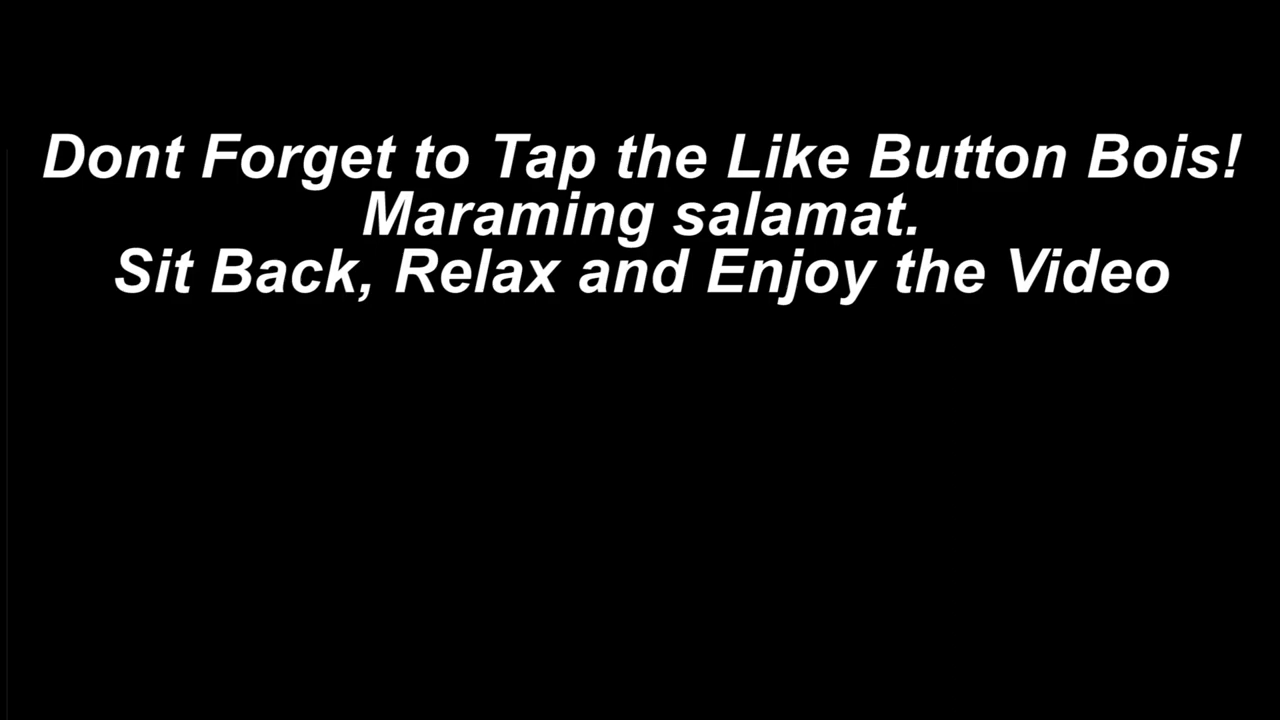 Dont Forget to Tap the Like Button Bois!
Maraming salamat.
Sit Back, Relax and Enjoy the Video